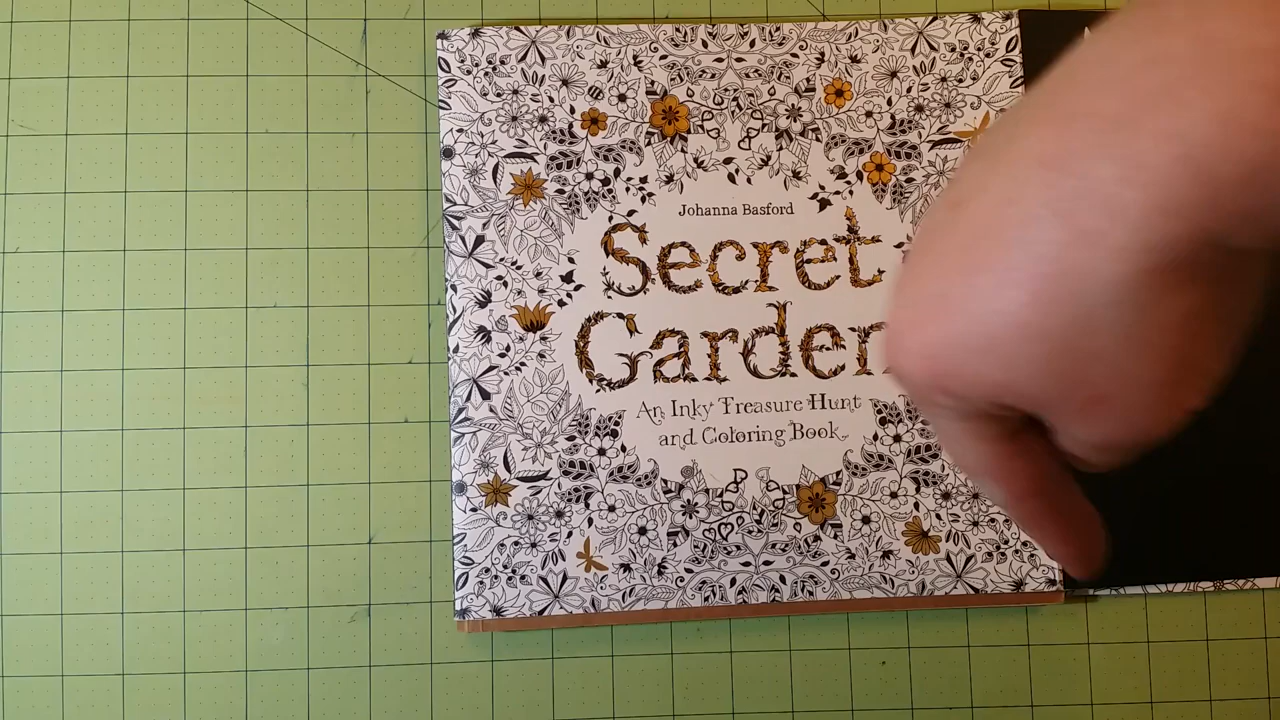 Johanna Basford
Secret
Garden
An Inky Treasure Hunt
and Coloring Book